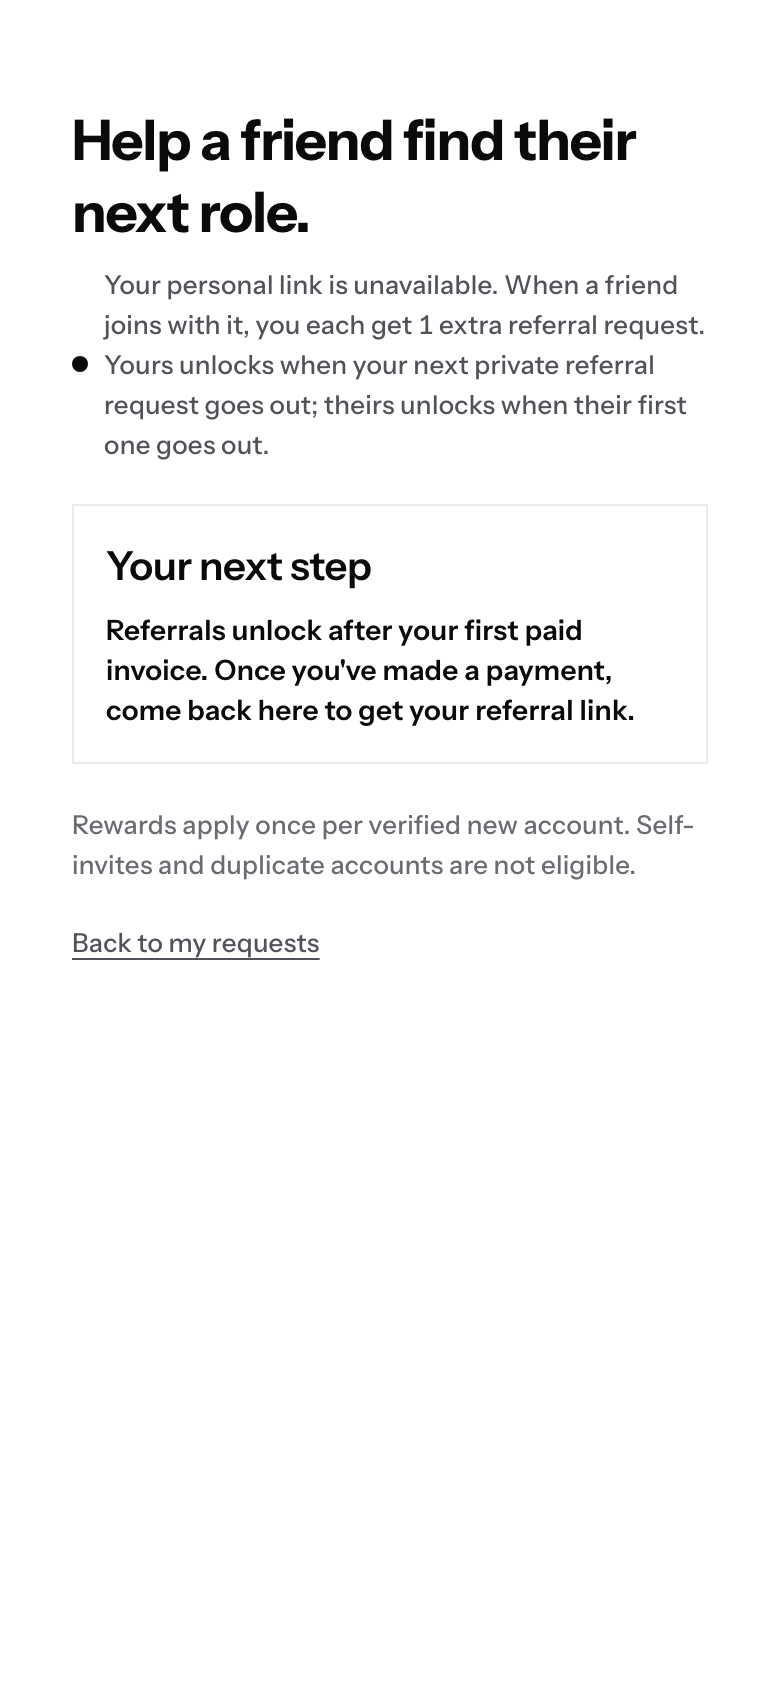 Help a friend find their
next role.
Your personal link is unavailable. When a friend
joins with it, you each get 1 extra referral request.
Yours unlocks when your next private referral
request goes out; theirs unlocks when their first
one goes out.
Your next step
Referrals unlock after your first paid
invoice. Once you've made a payment,
come back here to get your referral link.
Rewards apply once per verified new account. Self-
invites and duplicate accounts are not eligible.
Back to my requests